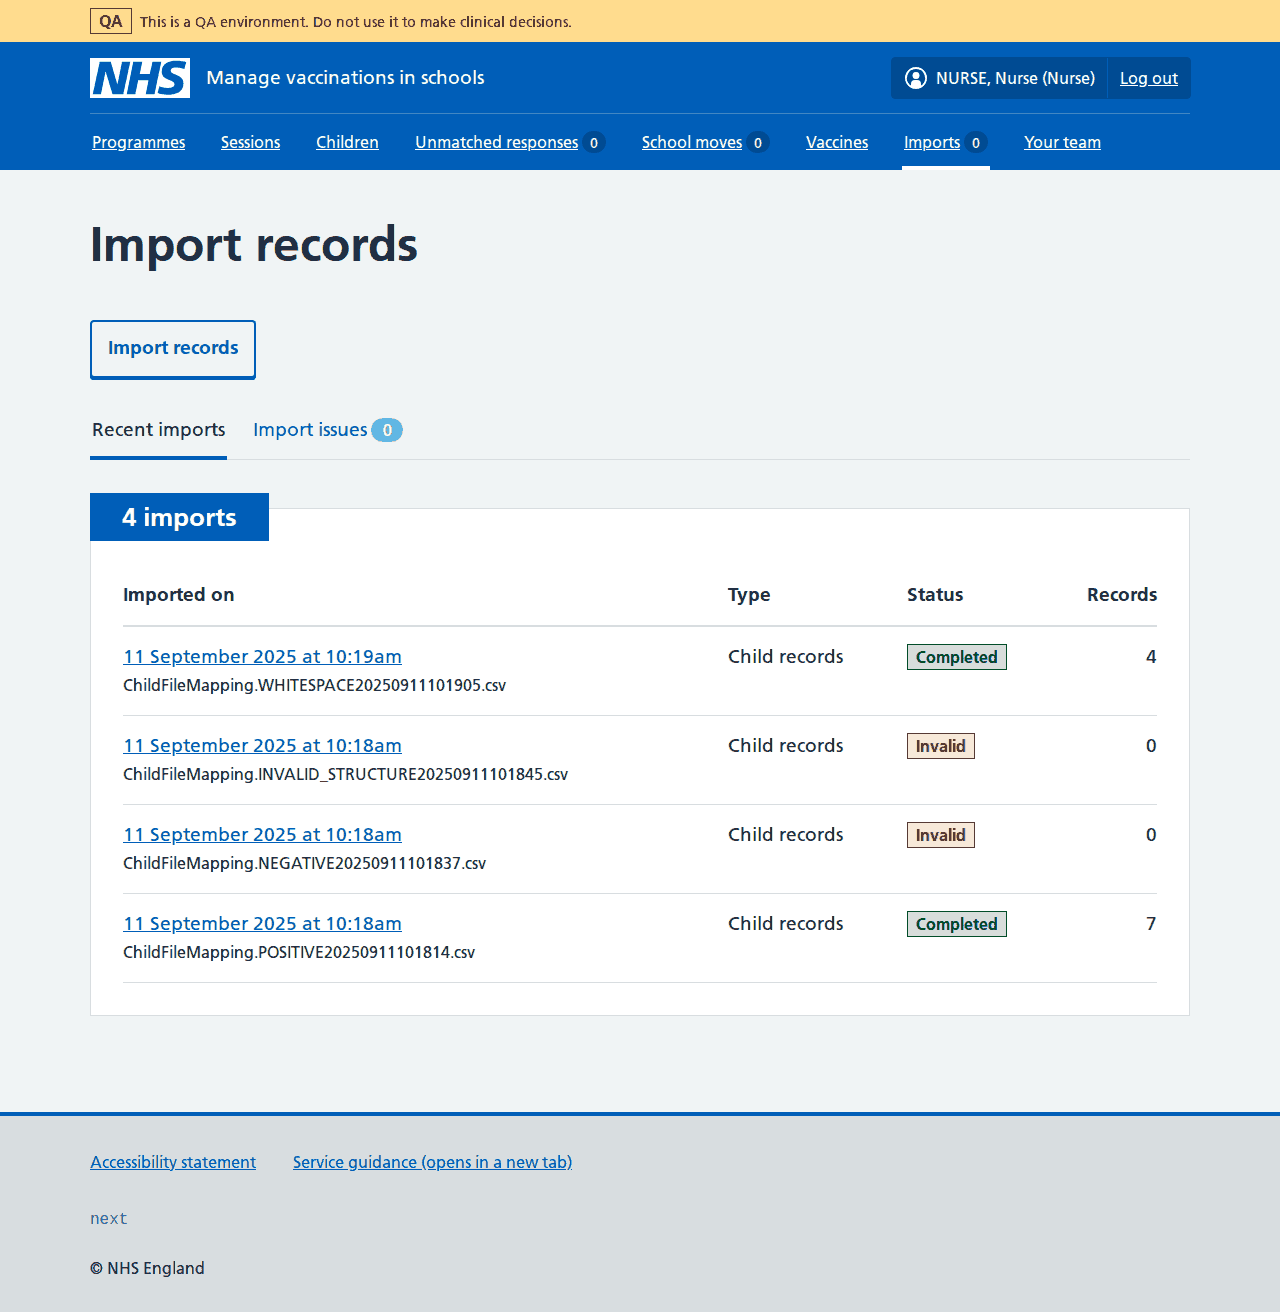 QA This is a QA environment. Do not use it to make clinical decisions.
NHS Manage vaccinations in schools NURSE, Nurse (Nurse) Log out
Programmes Sessions Children Unmatched responses 0 School moves 0 Vaccines Imports 0 Your team
Import records
Import records
Recent imports Import issues 0
4 imports
Imported on Type Status Records
11 September 2025 at 10:19am Child records Completed 4
ChildFileMapping.WHITESPACE20250911101905.csv
11 September 2025 at 10:18am Child records Invalid 0
ChildFileMapping.INVALID_STRUCTURE20250911101845.csv
11 September 2025 at 10:18am Child records Invalid 0
ChildFileMapping.NEGATIVE20250911101837.csv
11 September 2025 at 10:18am Child records Completed 7
ChildFileMapping.POSITIVE20250911101814.csv
Accessibility statement Service guidance (opens in a new tab)
next
© NHS England